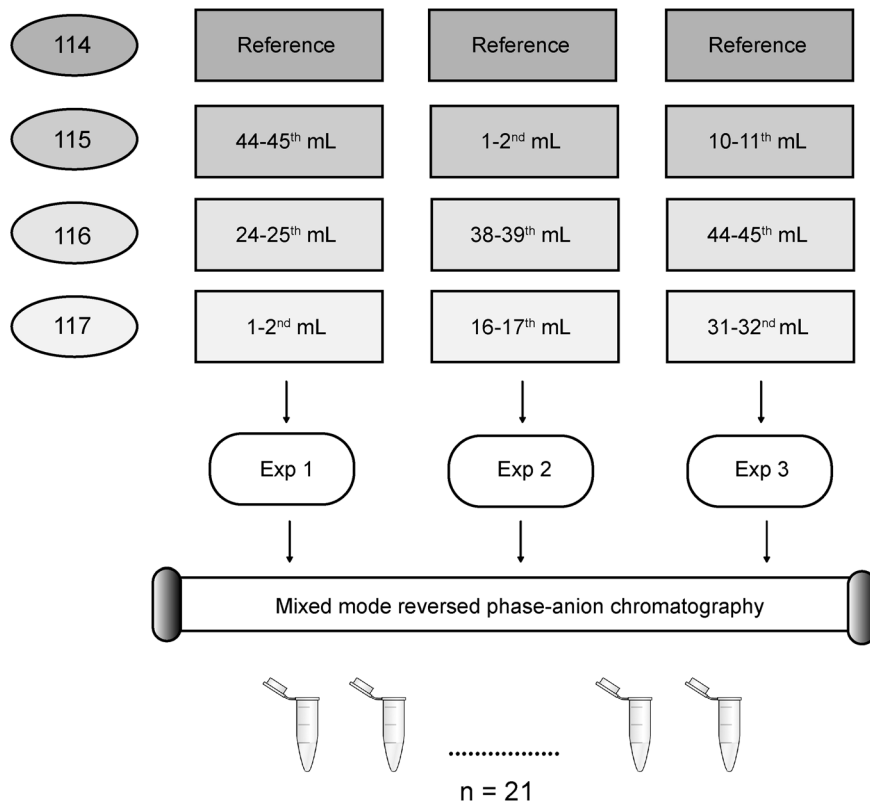 114 Reference Reference Reference
115 44-45th mL 1-2nd mL 10-11th mL
116 24-25th mL 38-39th mL 44-45th mL
117 1-2nd mL 16-17th mL 31-32nd mL
Exp 1 Exp 2 Exp 3
Mixed mode reversed phase-anion chromatography
..................
n = 21